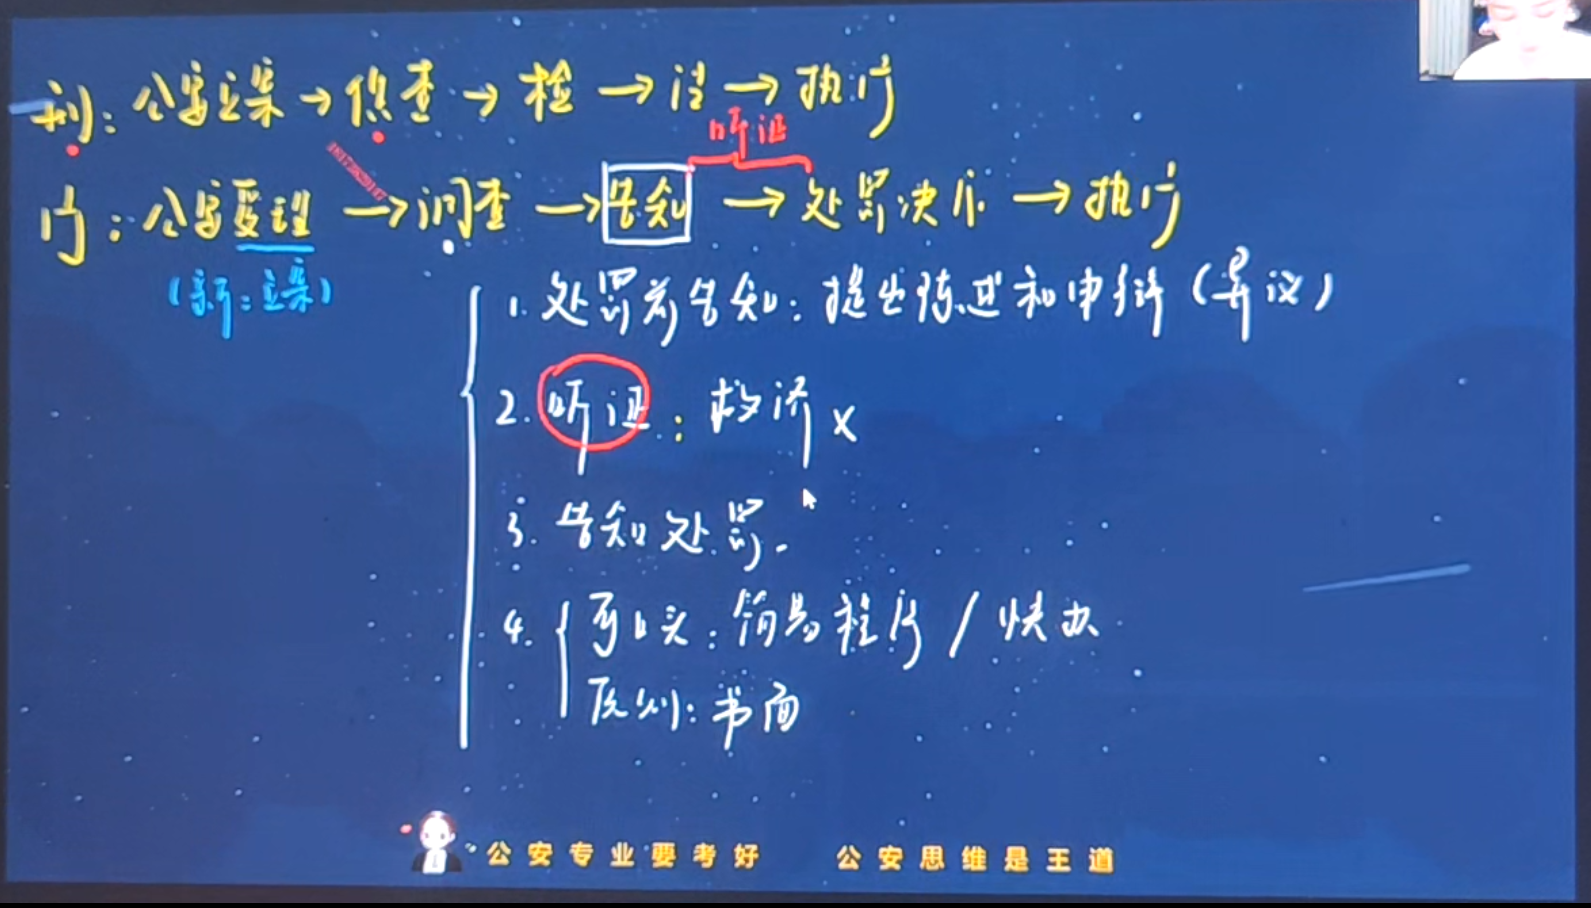 刑：公安立案→侦查→检→法→执行
听证
行：公安受理→调查→告知→处罚决定→执行
（新：立案）
1.处罚前告知：提出陈述和申辩（异议）
2.听证：救济×
3.告知处罚.
4.可口头：简易程序/快办
原则：书面
公安专业要考好 公安思维是王道